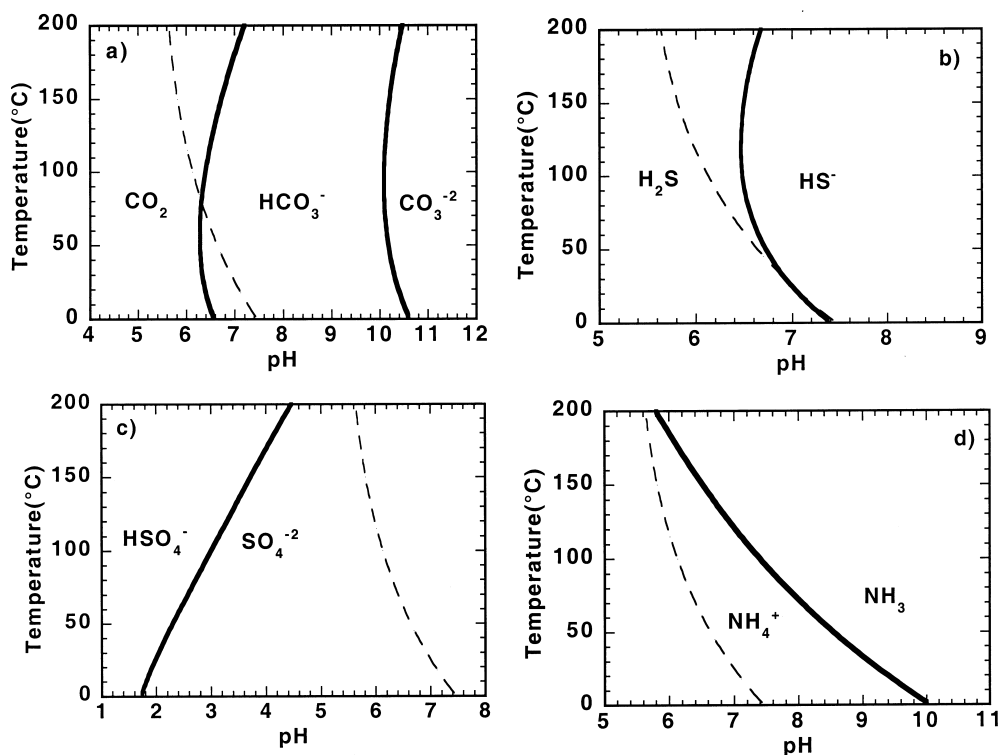 a)
Temperature(°C)
200
150
100
50
0
CO2
HCO3-
CO3-2
4 5 6 7 8 9 10 11 12
pH
b)
Temperature(°C)
200
150
100
50
0
H2S
HS-
5 6 7 8 9
pH
c)
Temperature(°C)
200
150
100
50
0
HSO4-
SO4-2
1 2 3 4 5 6 7 8
pH
d)
Temperature(°C)
200
150
100
50
0
NH4+
NH3
5 6 7 8 9 10 11
pH